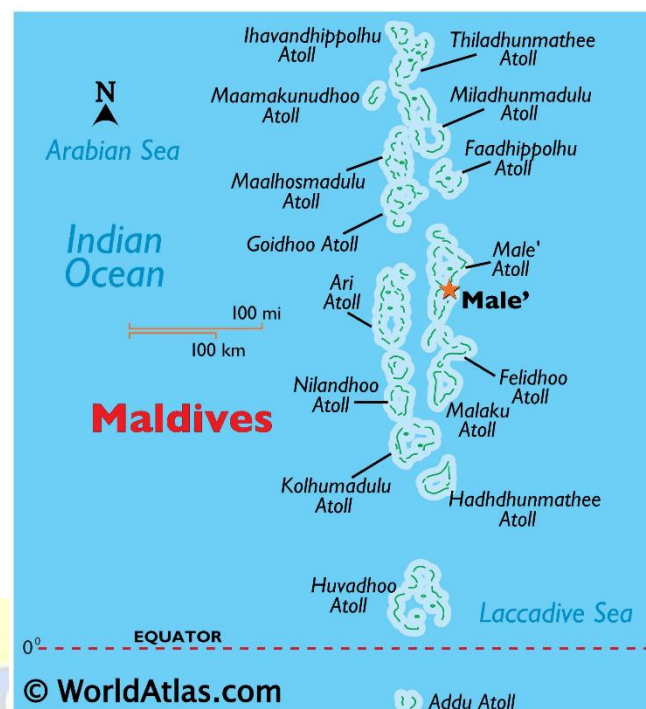 Ihavandhippolhu
Atoll
Thiladhunmathee
Atoll
N
Maamakunudhoo
Atoll
Miladhunmadulu
Atoll
Arabian Sea
Faadhippolhu
Atoll
Maalhosmadulu
Atoll
Goidhoo Atoll
Indian
Ocean
Male'
Atoll
Ari
Atoll
Male'
100 mi
100 km
Nilandhoo
Atoll
Felidhoo
Atoll
Maldives
Malaku
Atoll
Kolhumadulu
Atoll
Hadhdhunmathee
Atoll
Huvadhoo
Atoll
Laccadive Sea
EQUATOR
0°
© WorldAtlas.com
Addu Atoll